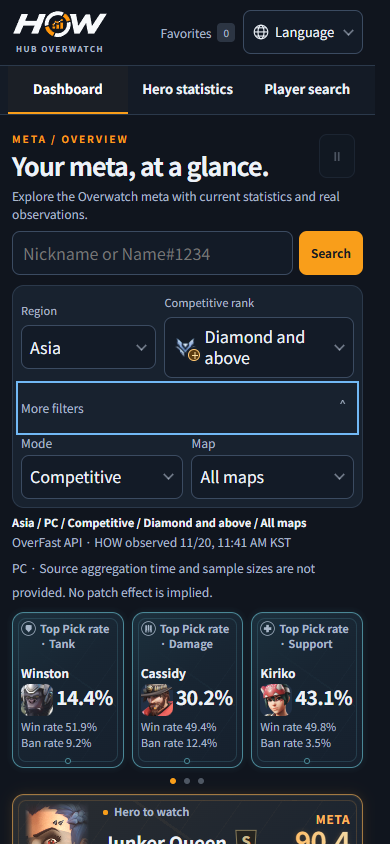 HOW
HUB OVERWATCH
Favorites 0
Language
Dashboard Hero statistics Player search
META / OVERVIEW
Your meta, at a glance.
Explore the Overwatch meta with current statistics and real
observations.
Nickname or Name#1234
Search
Region
Competitive rank
Asia
Diamond and
above
More filters
Mode Map
Competitive All maps
Asia / PC / Competitive / Diamond and above / All maps
OverFast API · HOW observed 11/20, 11:41 AM KST
PC · Source aggregation time and sample sizes are not
provided. No patch effect is implied.
Top Pick rate
· Tank
Winston
14.4%
Win rate 51.9%
Ban rate 9.2%
Top Pick rate
· Damage
Cassidy
30.2%
Win rate 49.4%
Ban rate 12.4%
Top Pick rate
· Support
Kiriko
43.1%
Win rate 49.8%
Ban rate 3.5%
Hero to watch
META
Junker Queen S
90.4